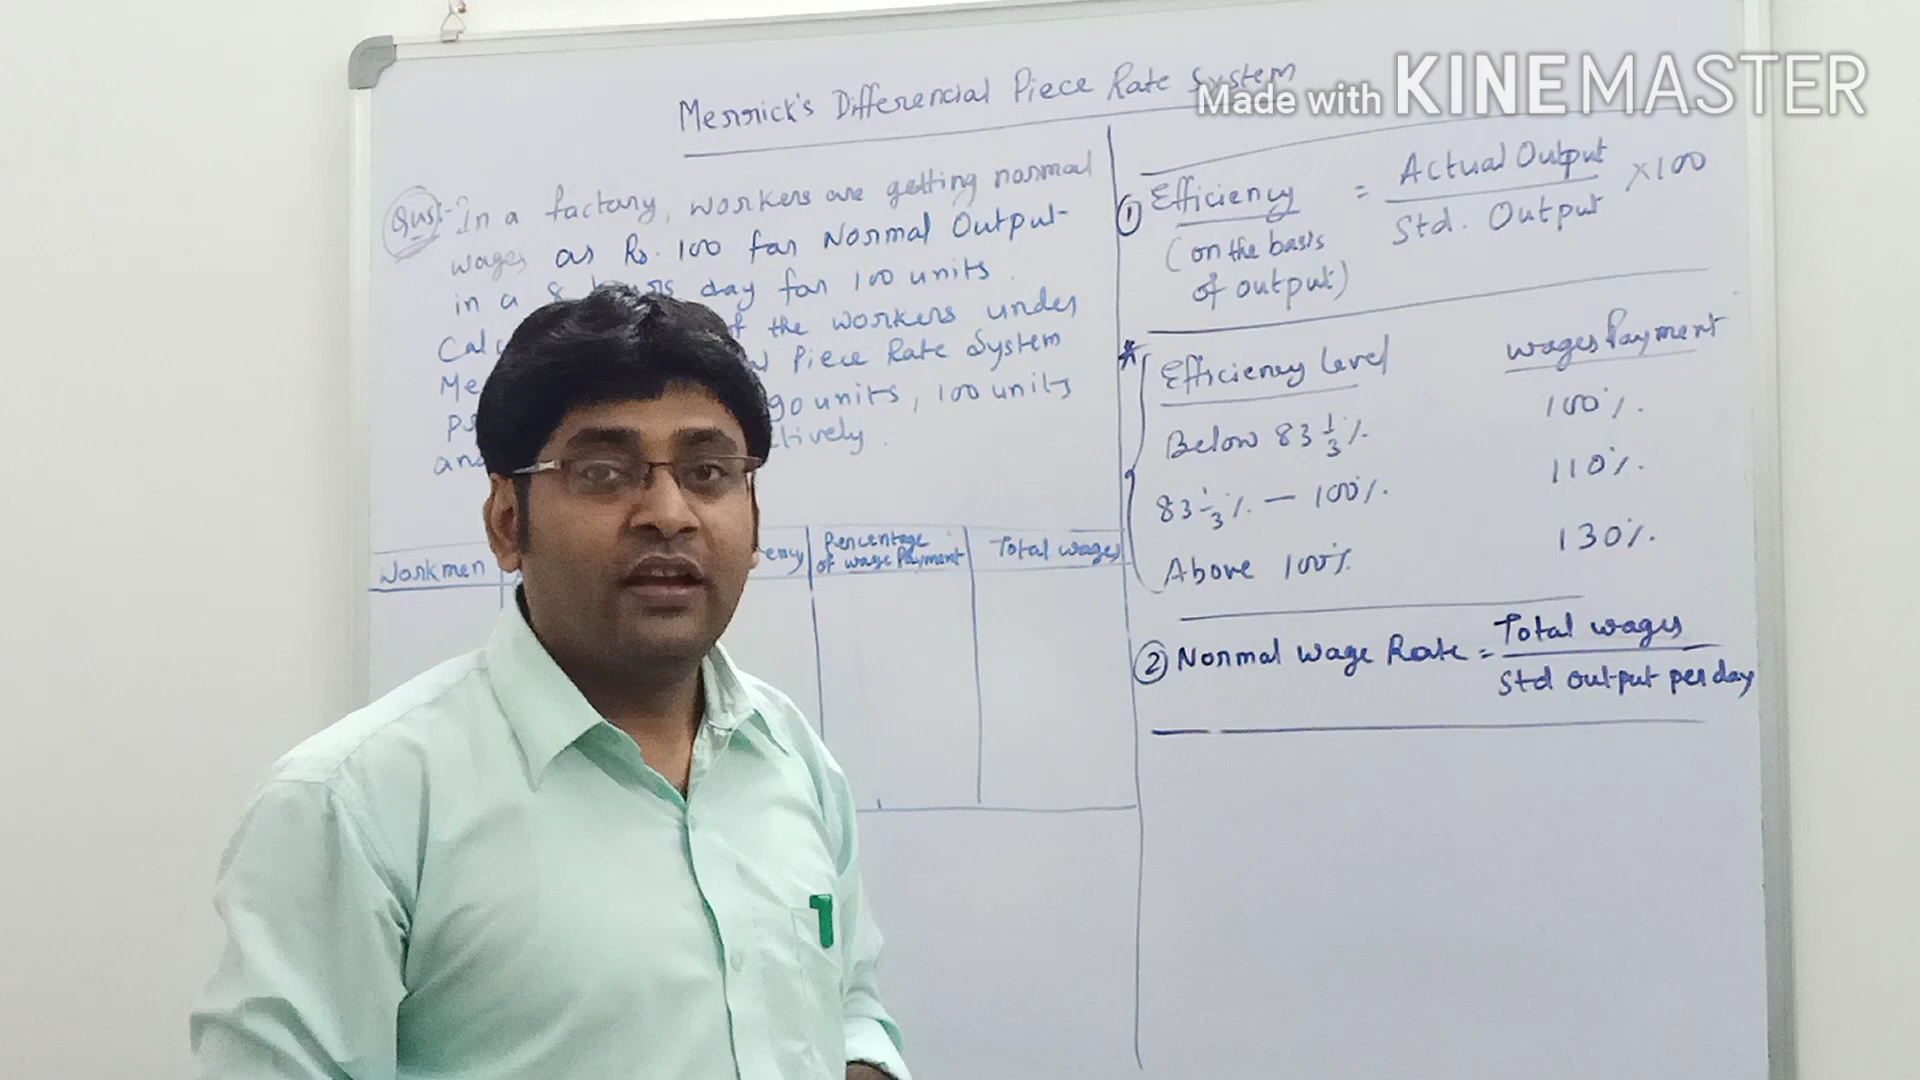 Merrick's Differencial Piece Rate System
Made with KINEMASTER
Qus:- In a factory, workers are getting normal
wages as Rs. 100 for Normal Output
in a 8 hours day for 100 units.
the workers under
Piece Rate System
90 units, 100 units
Workmen
Percentage
of wage Payment
Total wages
① Efficiency = Actual Output / Std. Output ×100
(on the basis
of output)
* Efficiency Level wages Payment
Below 83 1/3 % 100%.
83 1/3 % — 100%. 110%.
Above 100% 130%.
② Normal Wage Rate = Total wages / Std output per day